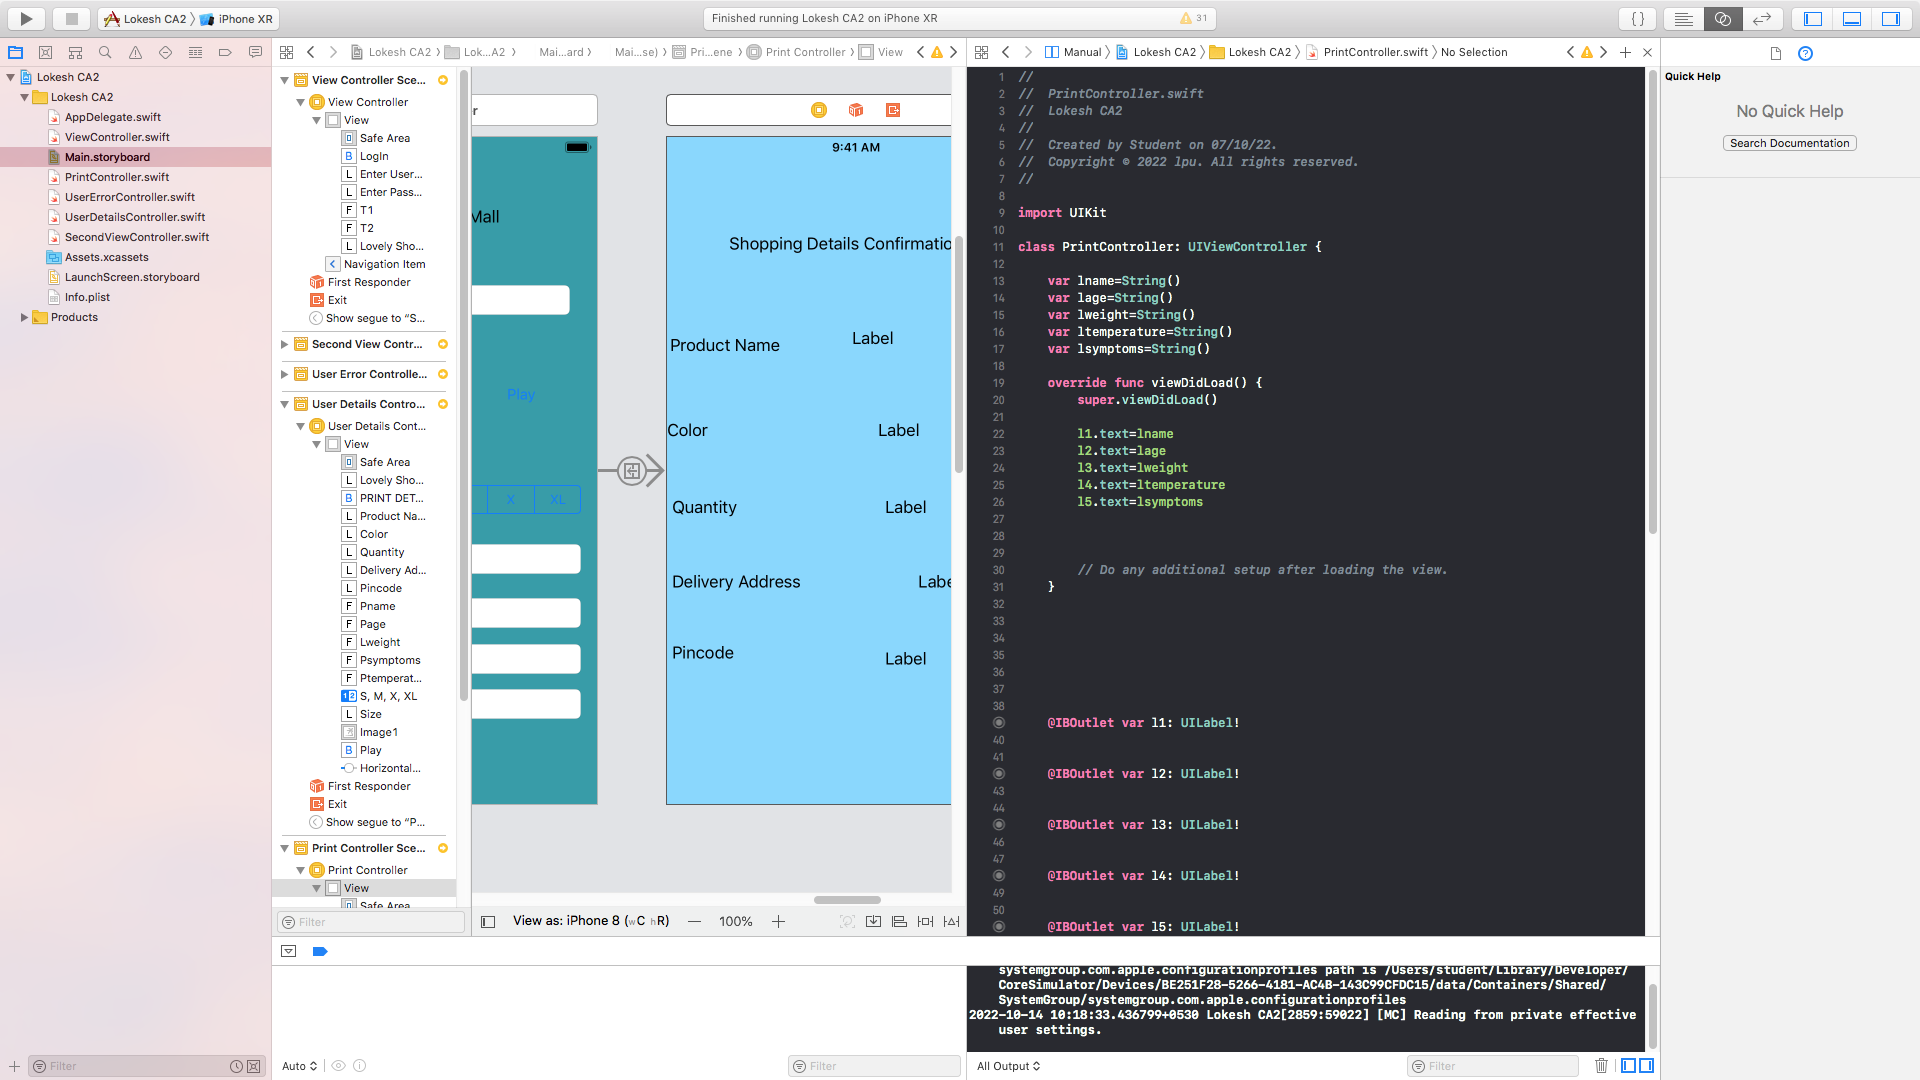 Lokesh CA2 〉 iPhone XR
Finished running Lokesh CA2 on iPhone XR
31
Lokesh CA2
Lokesh CA2
AppDelegate.swift
ViewController.swift
Main.storyboard
PrintController.swift
UserErrorController.swift
UserDetailsController.swift
SecondViewController.swift
Assets.xcassets
LaunchScreen.storyboard
Info.plist
Products
Filter
Lokesh CA2 〉 Lok...A2 〉 Mai...ard 〉 Mai...se) 〉 Pri...ene 〉 Print Controller 〉 View
View Controller Sce...
View Controller
View
Safe Area
B LogIn
L Enter User...
L Enter Pass...
F T1
F T2
L Lovely Sho...
Navigation Item
First Responder
Exit
Show segue to “S...
Second View Contr...
User Error Controlle...
User Details Contro...
User Details Cont...
View
Safe Area
L Lovely Sho...
B PRINT DET...
L Product Na...
L Color
L Quantity
L Delivery Ad...
L Pincode
F Pname
F Page
F Lweight
F Psymptoms
F Ptemperat...
S, M, X, XL
L Size
Image1
B Play
Horizontal...
First Responder
Exit
Show segue to “P...
Print Controller Sce...
Print Controller
View
Safe Area
Filter
r
Mall
Play
X XL
9:41 AM
Shopping Details Confirmatio
Product Name Label
Color Label
Quantity Label
Delivery Address Labe
Pincode Label
View as: iPhone 8 (wC hR) — 100% +
Manual 〉 Lokesh CA2 〉 Lokesh CA2 〉 PrintController.swift 〉 No Selection
1 //
2 //  PrintController.swift
3 //  Lokesh CA2
4 //
5 //  Created by Student on 07/10/22.
6 //  Copyright © 2022 lpu. All rights reserved.
7 //
8
9 import UIKit
10
11 class PrintController: UIViewController {
12
13 var lname=String()
14 var lage=String()
15 var lweight=String()
16 var ltemperature=String()
17 var lsymptoms=String()
18
19 override func viewDidLoad() {
20 super.viewDidLoad()
21
22 l1.text=lname
23 l2.text=lage
24 l3.text=lweight
25 l4.text=ltemperature
26 l5.text=lsymptoms
27
28
29
30 // Do any additional setup after loading the view.
31 }
32
33
34
35
36
37
38
@IBOutlet var l1: UILabel!
40
41
@IBOutlet var l2: UILabel!
43
44
@IBOutlet var l3: UILabel!
46
47
@IBOutlet var l4: UILabel!
49
50
@IBOutlet var l5: UILabel!
Quick Help
No Quick Help
Search Documentation
systemgroup.com.apple.configurationprofiles path is /Users/student/Library/Developer/
CoreSimulator/Devices/BE251F28-5266-4181-AC4B-143C99CFDC15/data/Containers/Shared/
SystemGroup/systemgroup.com.apple.configurationprofiles
2022-10-14 10:18:33.436799+0530 Lokesh CA2[2859:59022] [MC] Reading from private effective
user settings.
Auto
Filter
All Output
Filter